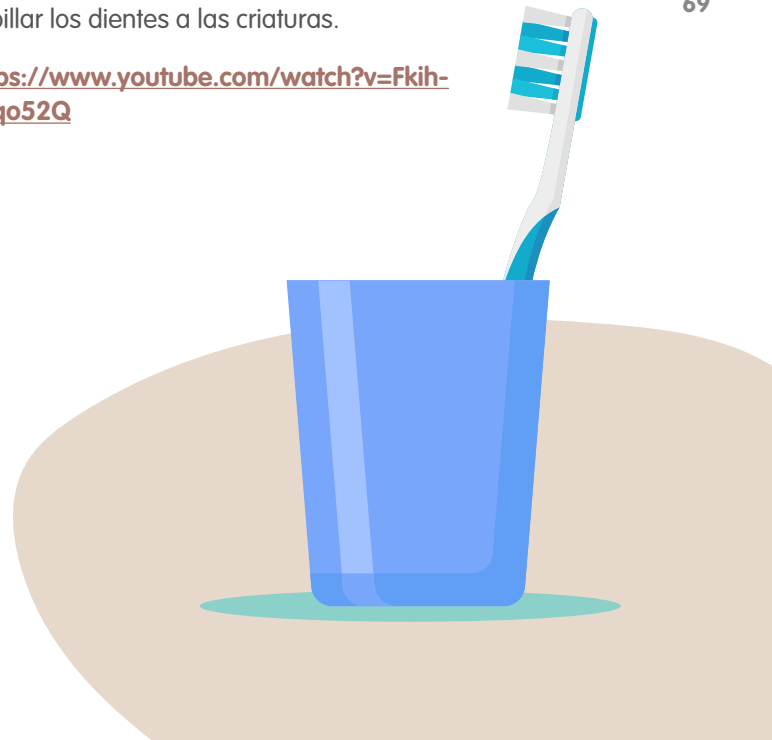 pillar los dientes a las criaturas.
69
ps://www.youtube.com/watch?v=Fkih-
qo52Q